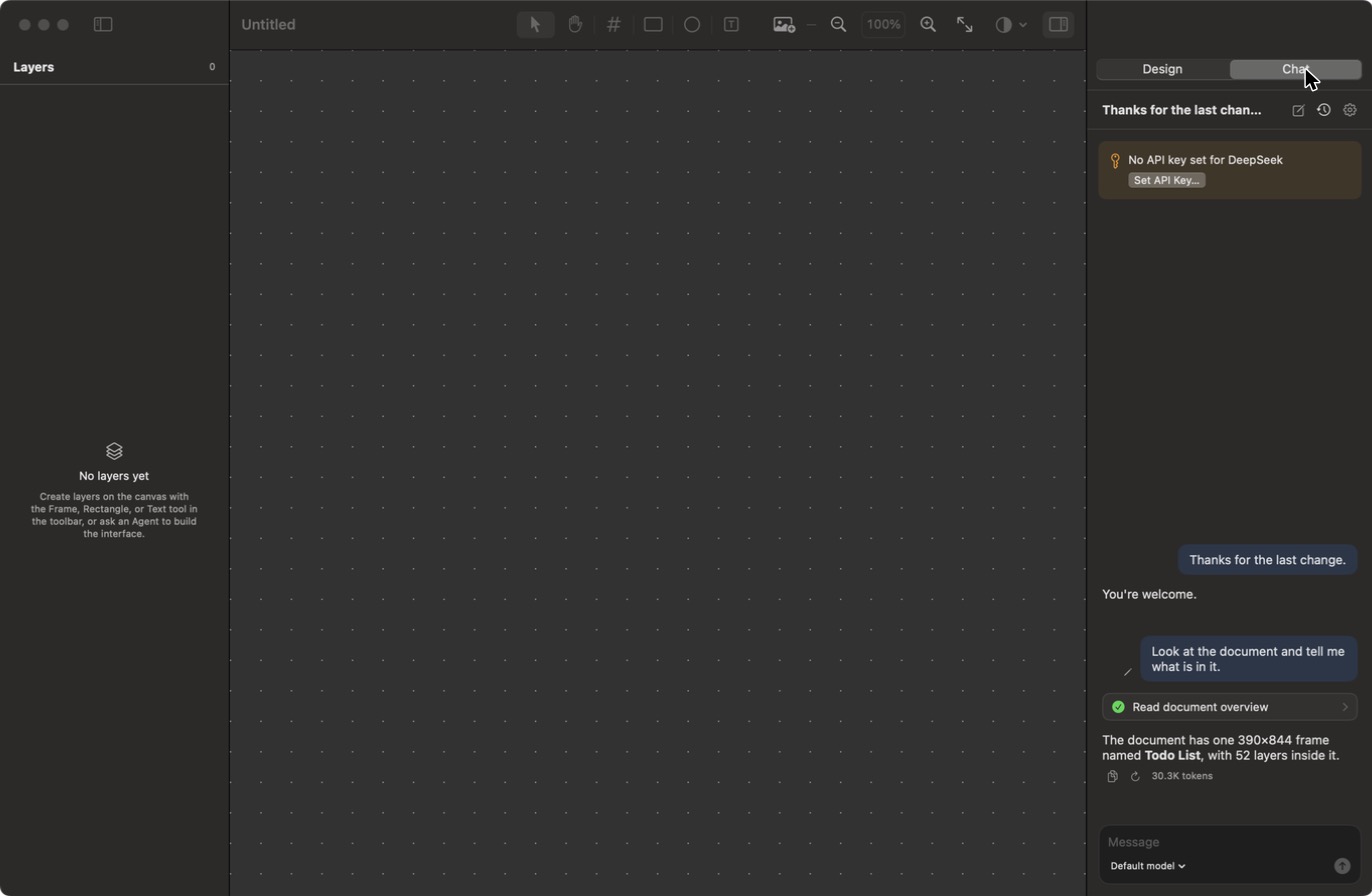 Untitled
100%
Layers
0
Design
Chat
Thanks for the last chan...
No API key set for DeepSeek
Set API Key...
No layers yet
Create layers on the canvas with
the Frame, Rectangle, or Text tool in
the toolbar, or ask an Agent to build
the interface.
Thanks for the last change.
You're welcome.
Look at the document and tell me
what is in it.
Read document overview
The document has one 390×844 frame
named Todo List, with 52 layers inside it.
30.3K tokens
Message
Default model